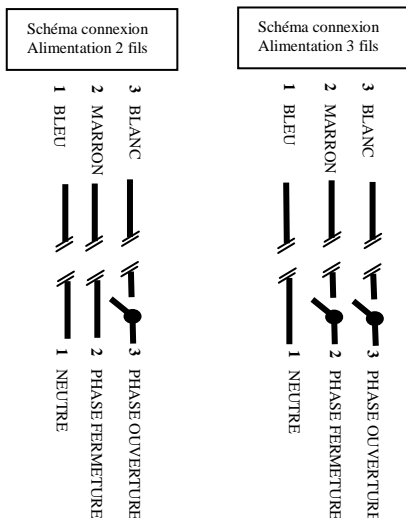 Schéma connexion
Alimentation 2 fils
1 BLEU
2 MARRON
3 BLANC
1 NEUTRE
2 PHASE FERMETURE
3 PHASE OUVERTURE
Schéma connexion
Alimentation 3 fils
1 BLEU
2 MARRON
3 BLANC
1 NEUTRE
2 PHASE FERMETURE
3 PHASE OUVERTURE